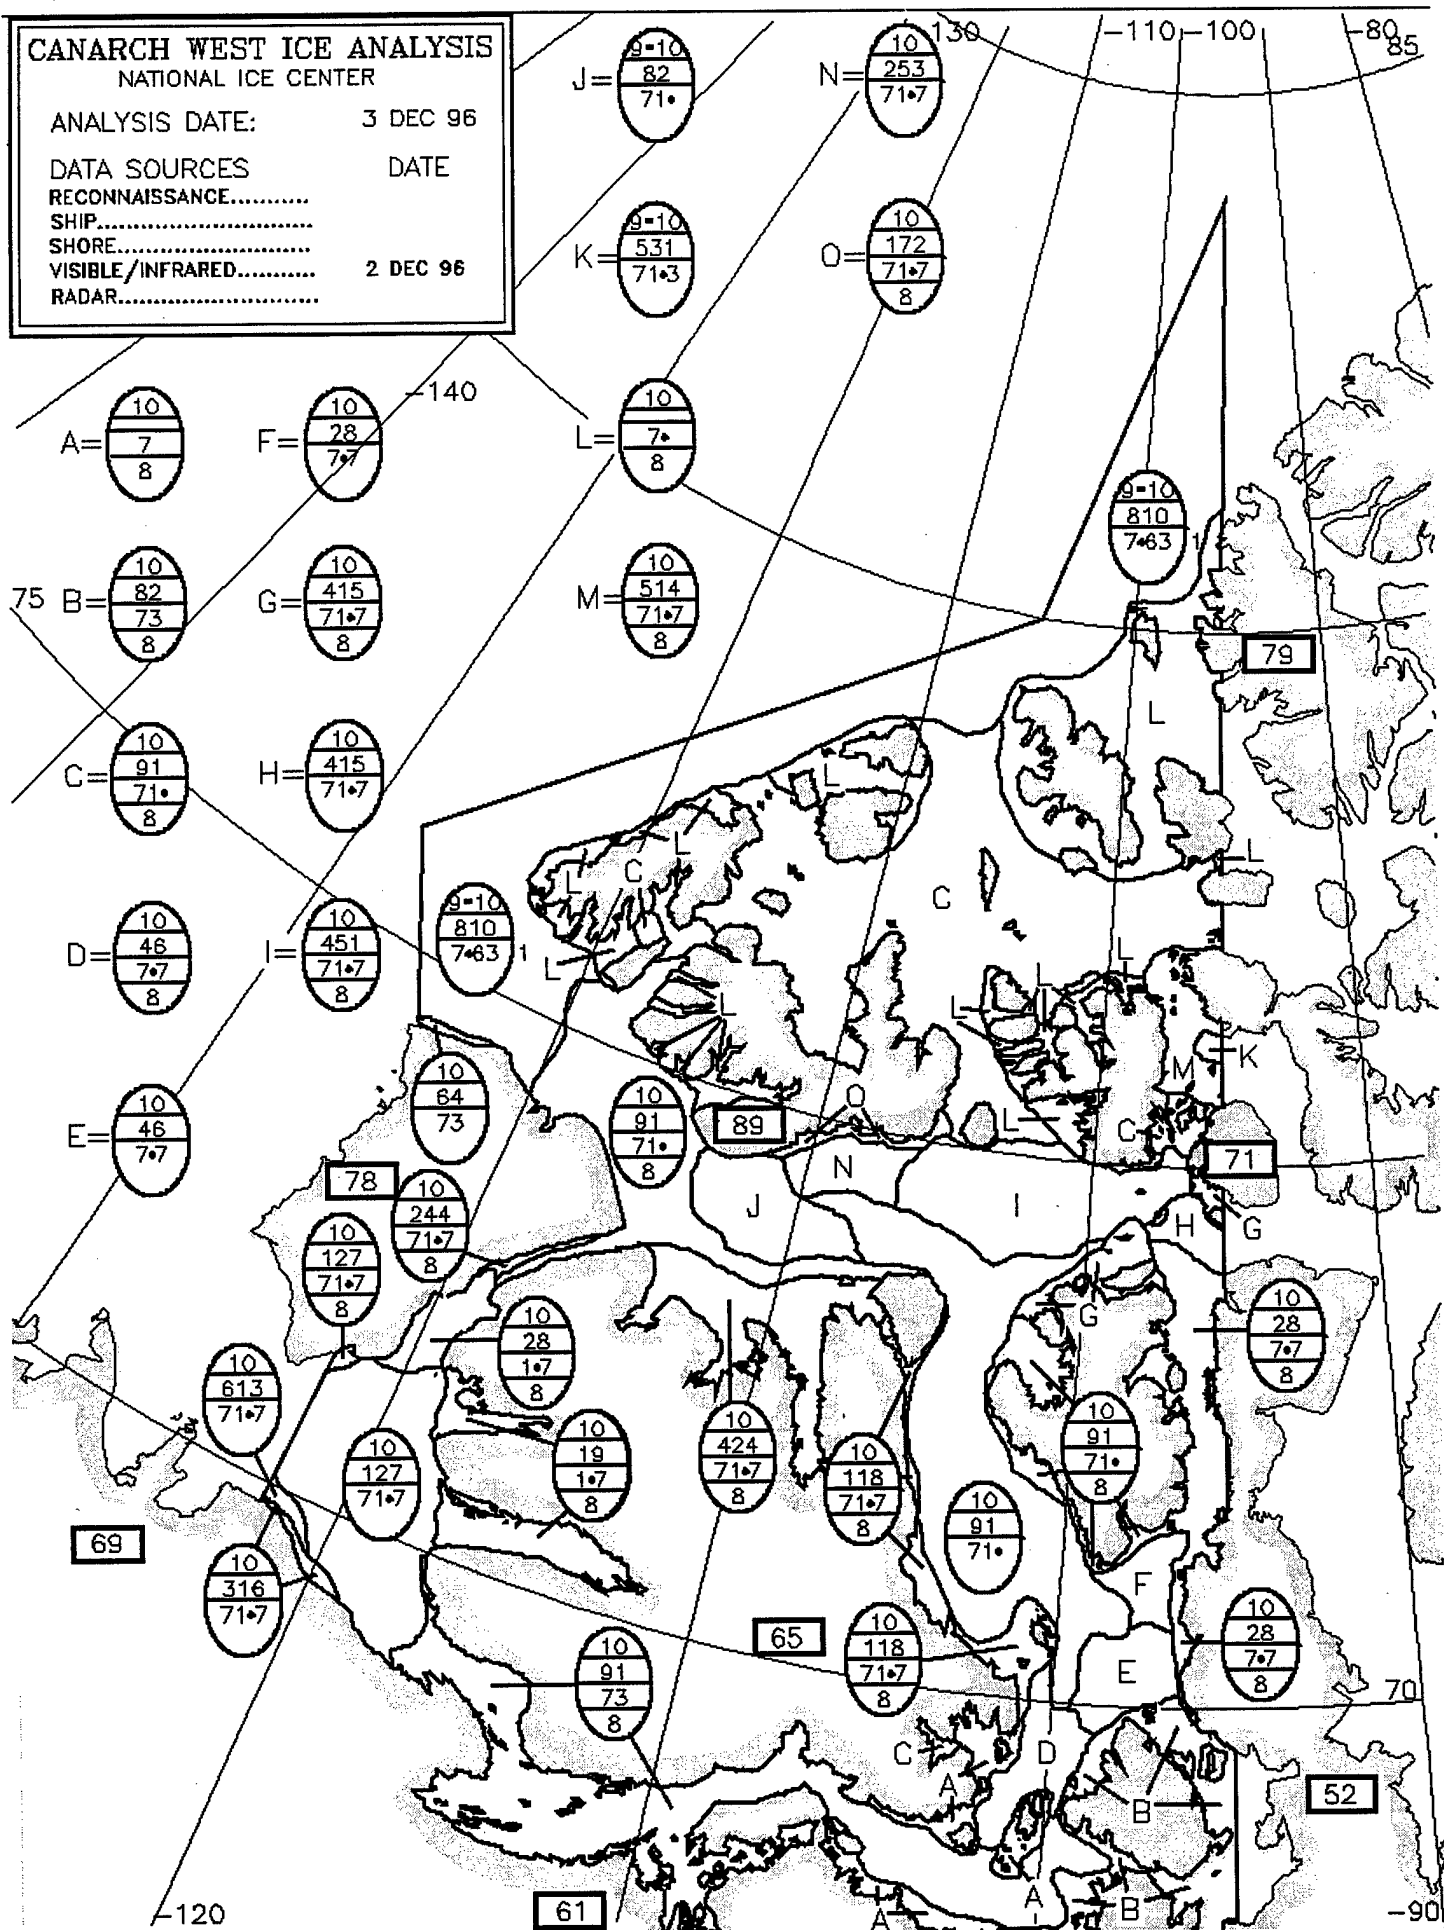 CANARCH WEST ICE ANALYSIS
NATIONAL ICE CENTER
ANALYSIS DATE: 3 DEC 96
DATA SOURCES DATE
RECONNAISSANCE...........
SHIP............................
SHORE.........................
VISIBLE/INFRARED.......... 2 DEC 96
RADAR..........................
J=
9-10
82
71•
N=
10
253
71•7
130
-110
-100
-80
85
K=
9-10
531
71•3
O=
10
172
71•7
8
-140
A=
10
7
8
F=
10
28
7•7
L=
10
7•
8
9-10
810
7•63 1
75
B=
10
82
73
8
G=
10
415
71•7
8
M=
10
514
71•7
8
79
L
C=
10
91
71•
8
H=
10
415
71•7
L
L
L
C
L
L
C
D=
10
46
7•7
8
I=
10
451
71•7
8
9-10
810
7•63 1
L
L
L
L
L
L
K
M
E=
10
46
7•7
10
64
73
10
91
71•
8
89
O
L
C
71
78
10
244
71•7
8
N
J
I
H
G
10
127
71•7
8
G
10
28
1•7
8
10
28
7•7
8
10
613
71•7
10
127
71•7
10
19
1•7
8
10
424
71•7
8
10
118
71•7
8
10
91
71•
8
10
91
71•
69
10
316
71•7
F
65
10
118
71•7
8
10
28
7•7
8
E
10
91
73
8
70
C
D
A
B
52
61
A
A
B
-120
-90